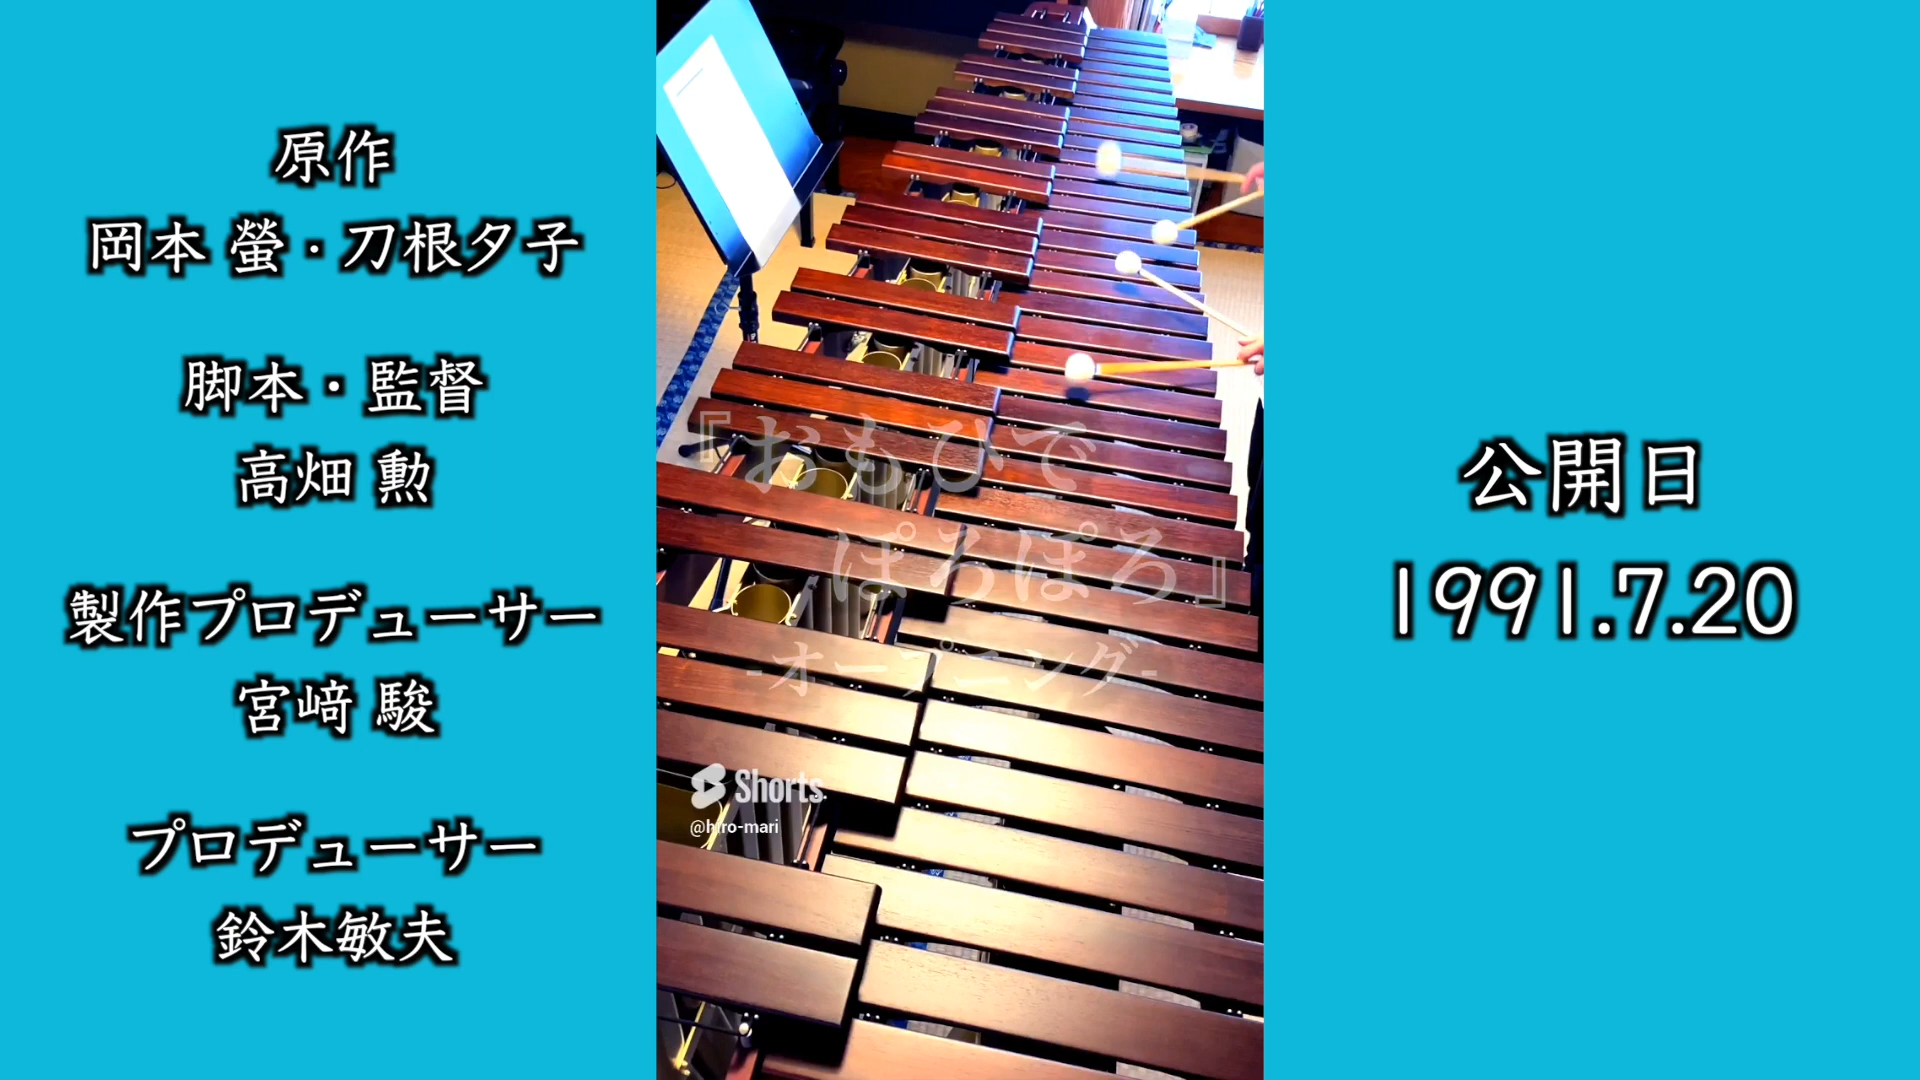 原作
岡本 螢・刀根夕子
脚本・監督
高畑 勲
製作プロデューサー
宮﨑 駿
プロデューサー
鈴木敏夫
『おもひで
ぽろぽろ』
-オープニング-
Shorts
@hiro-mari
公開日
1991.7.20